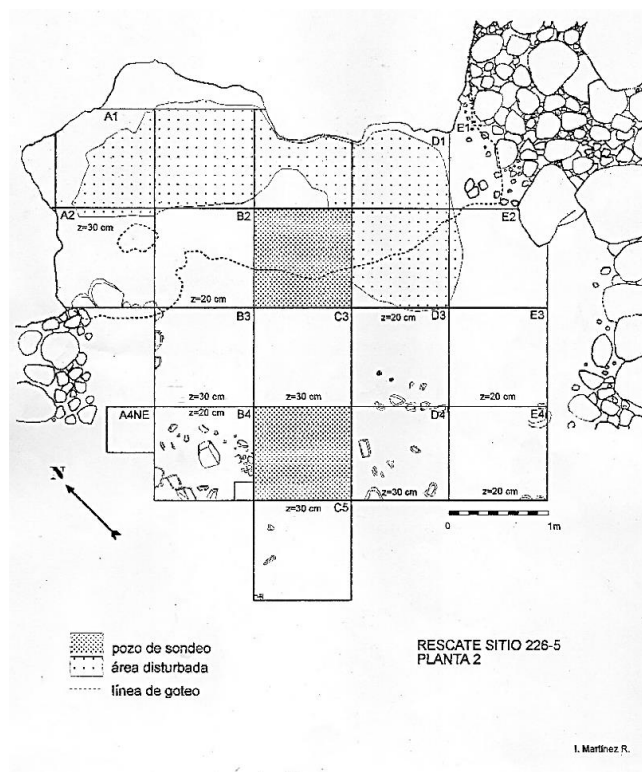 A1
D1
E1
A2
z=30 cm
B2
E2
z=20 cm
B3
C3
z=20 cm
D3
E3
z=30 cm
z=30 cm
z=20 cm
A4NE
z=20 cm
B4
D4
E4
z=30 cm
z=20 cm
z=30 cm
C5
N
0
1m
pozo de sondeo
área disturbada
línea de goteo
RESCATE SITIO 226-5
PLANTA 2
I. Martínez R.